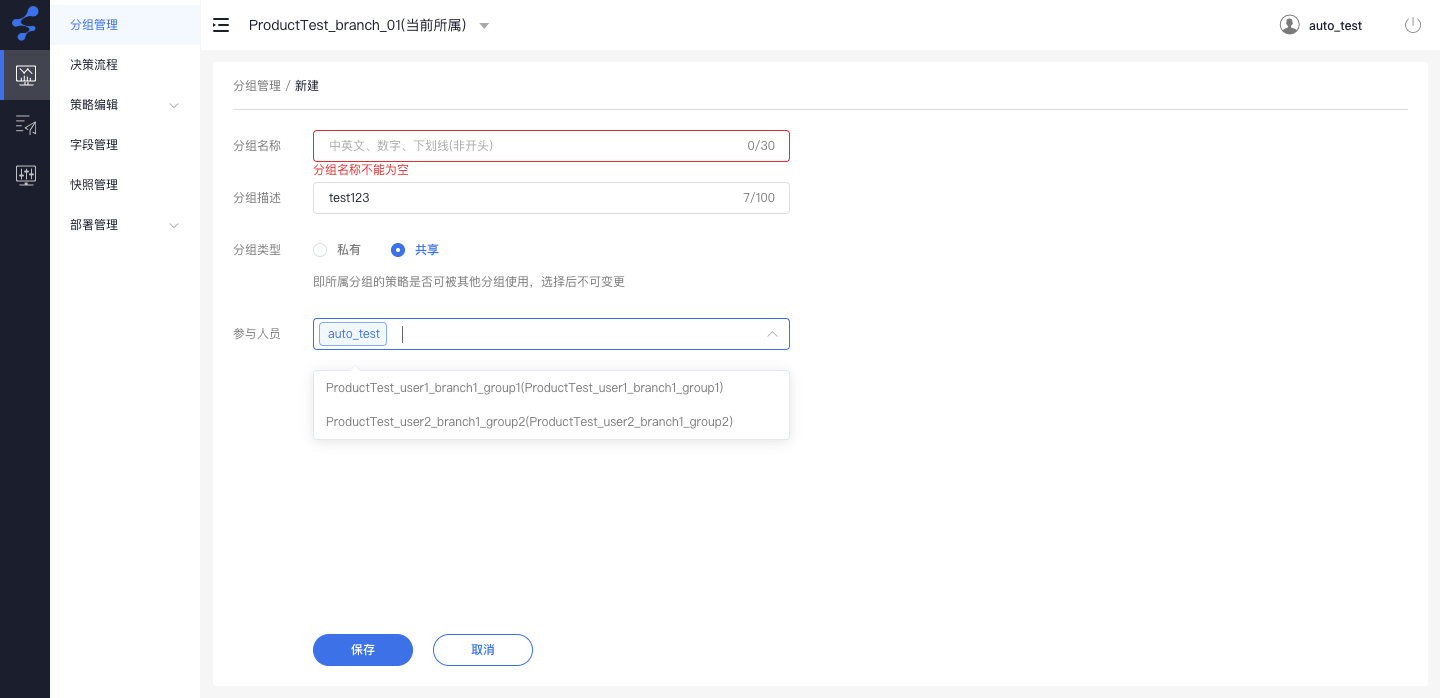 ProductTest_branch_01(当前所属)
auto_test
分组管理
决策流程
策略编辑
字段管理
快照管理
部署管理
分组管理 / 新建
分组名称 中英文、数字、下划线(非开头) 0/30
分组名称不能为空
分组描述 test123 7/100
分组类型 私有 共享
即所属分组的策略是否可被其他分组使用，选择后不可变更
参与人员 auto_test
ProductTest_user1_branch1_group1(ProductTest_user1_branch1_group1)
ProductTest_user2_branch1_group2(ProductTest_user2_branch1_group2)
保存 取消